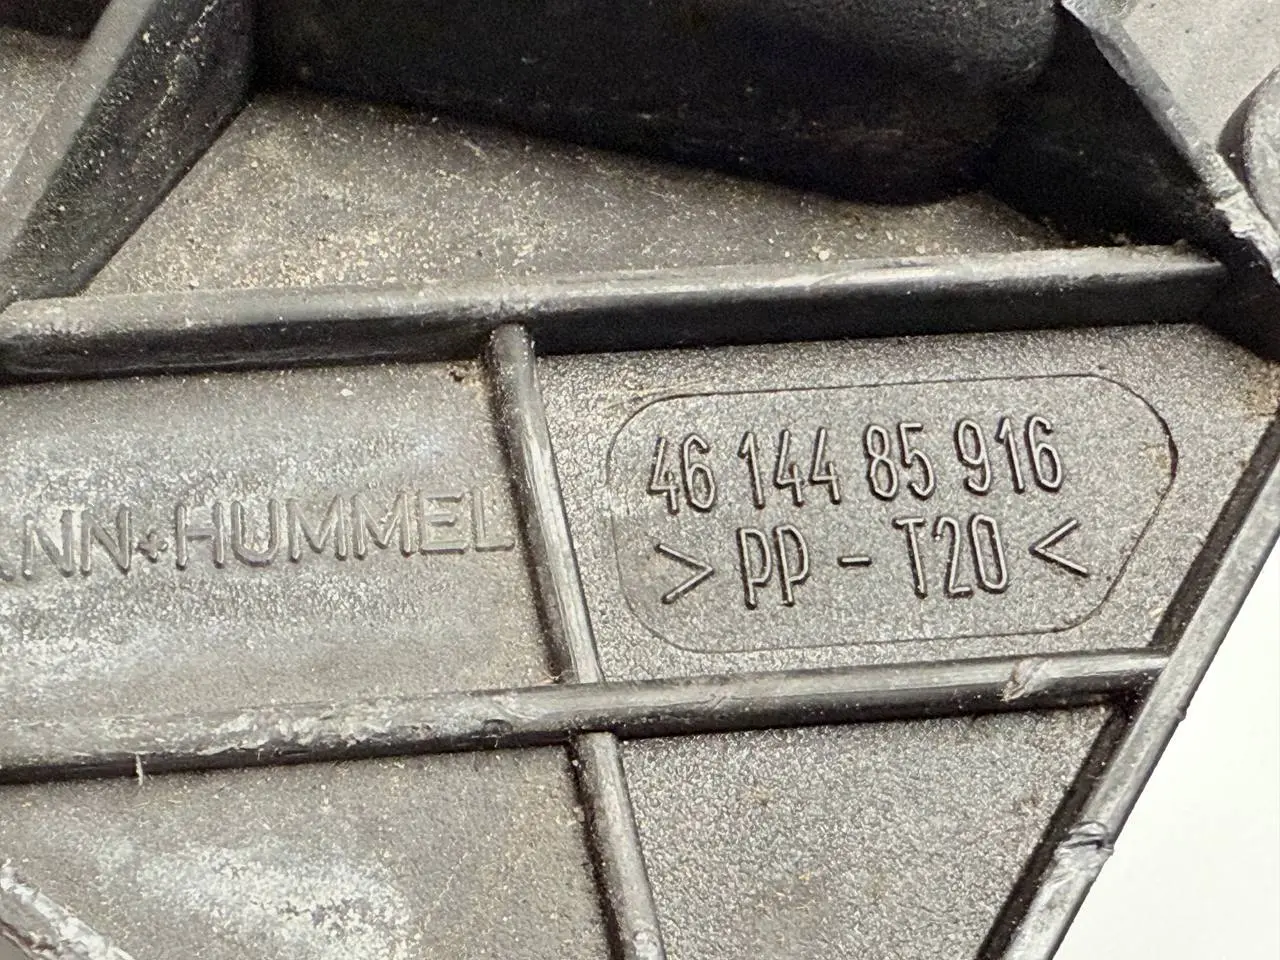 ANN+HUMMEL
46 144 85 916
> PP - T20 <